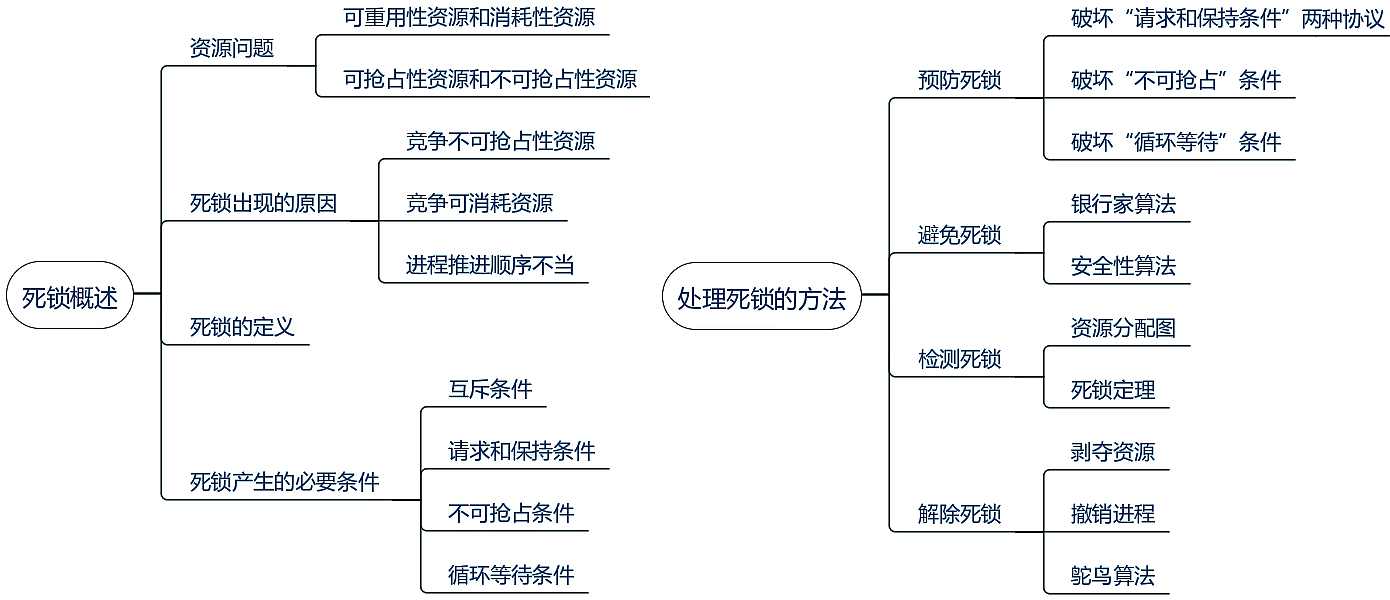 死锁概述
资源问题
可重用性资源和消耗性资源
可抢占性资源和不可抢占性资源
死锁出现的原因
竞争不可抢占性资源
竞争可消耗资源
进程推进顺序不当
死锁的定义
死锁产生的必要条件
互斥条件
请求和保持条件
不可抢占条件
循环等待条件
处理死锁的方法
预防死锁
破坏“请求和保持条件”两种协议
破坏“不可抢占”条件
破坏“循环等待”条件
避免死锁
银行家算法
安全性算法
检测死锁
资源分配图
死锁定理
解除死锁
剥夺资源
撤销进程
鸵鸟算法